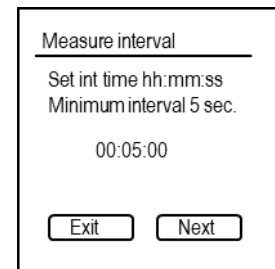 Measure interval
Set int time hh:mm:ss
Minimum interval 5 sec.
00:05:00
Exit Next